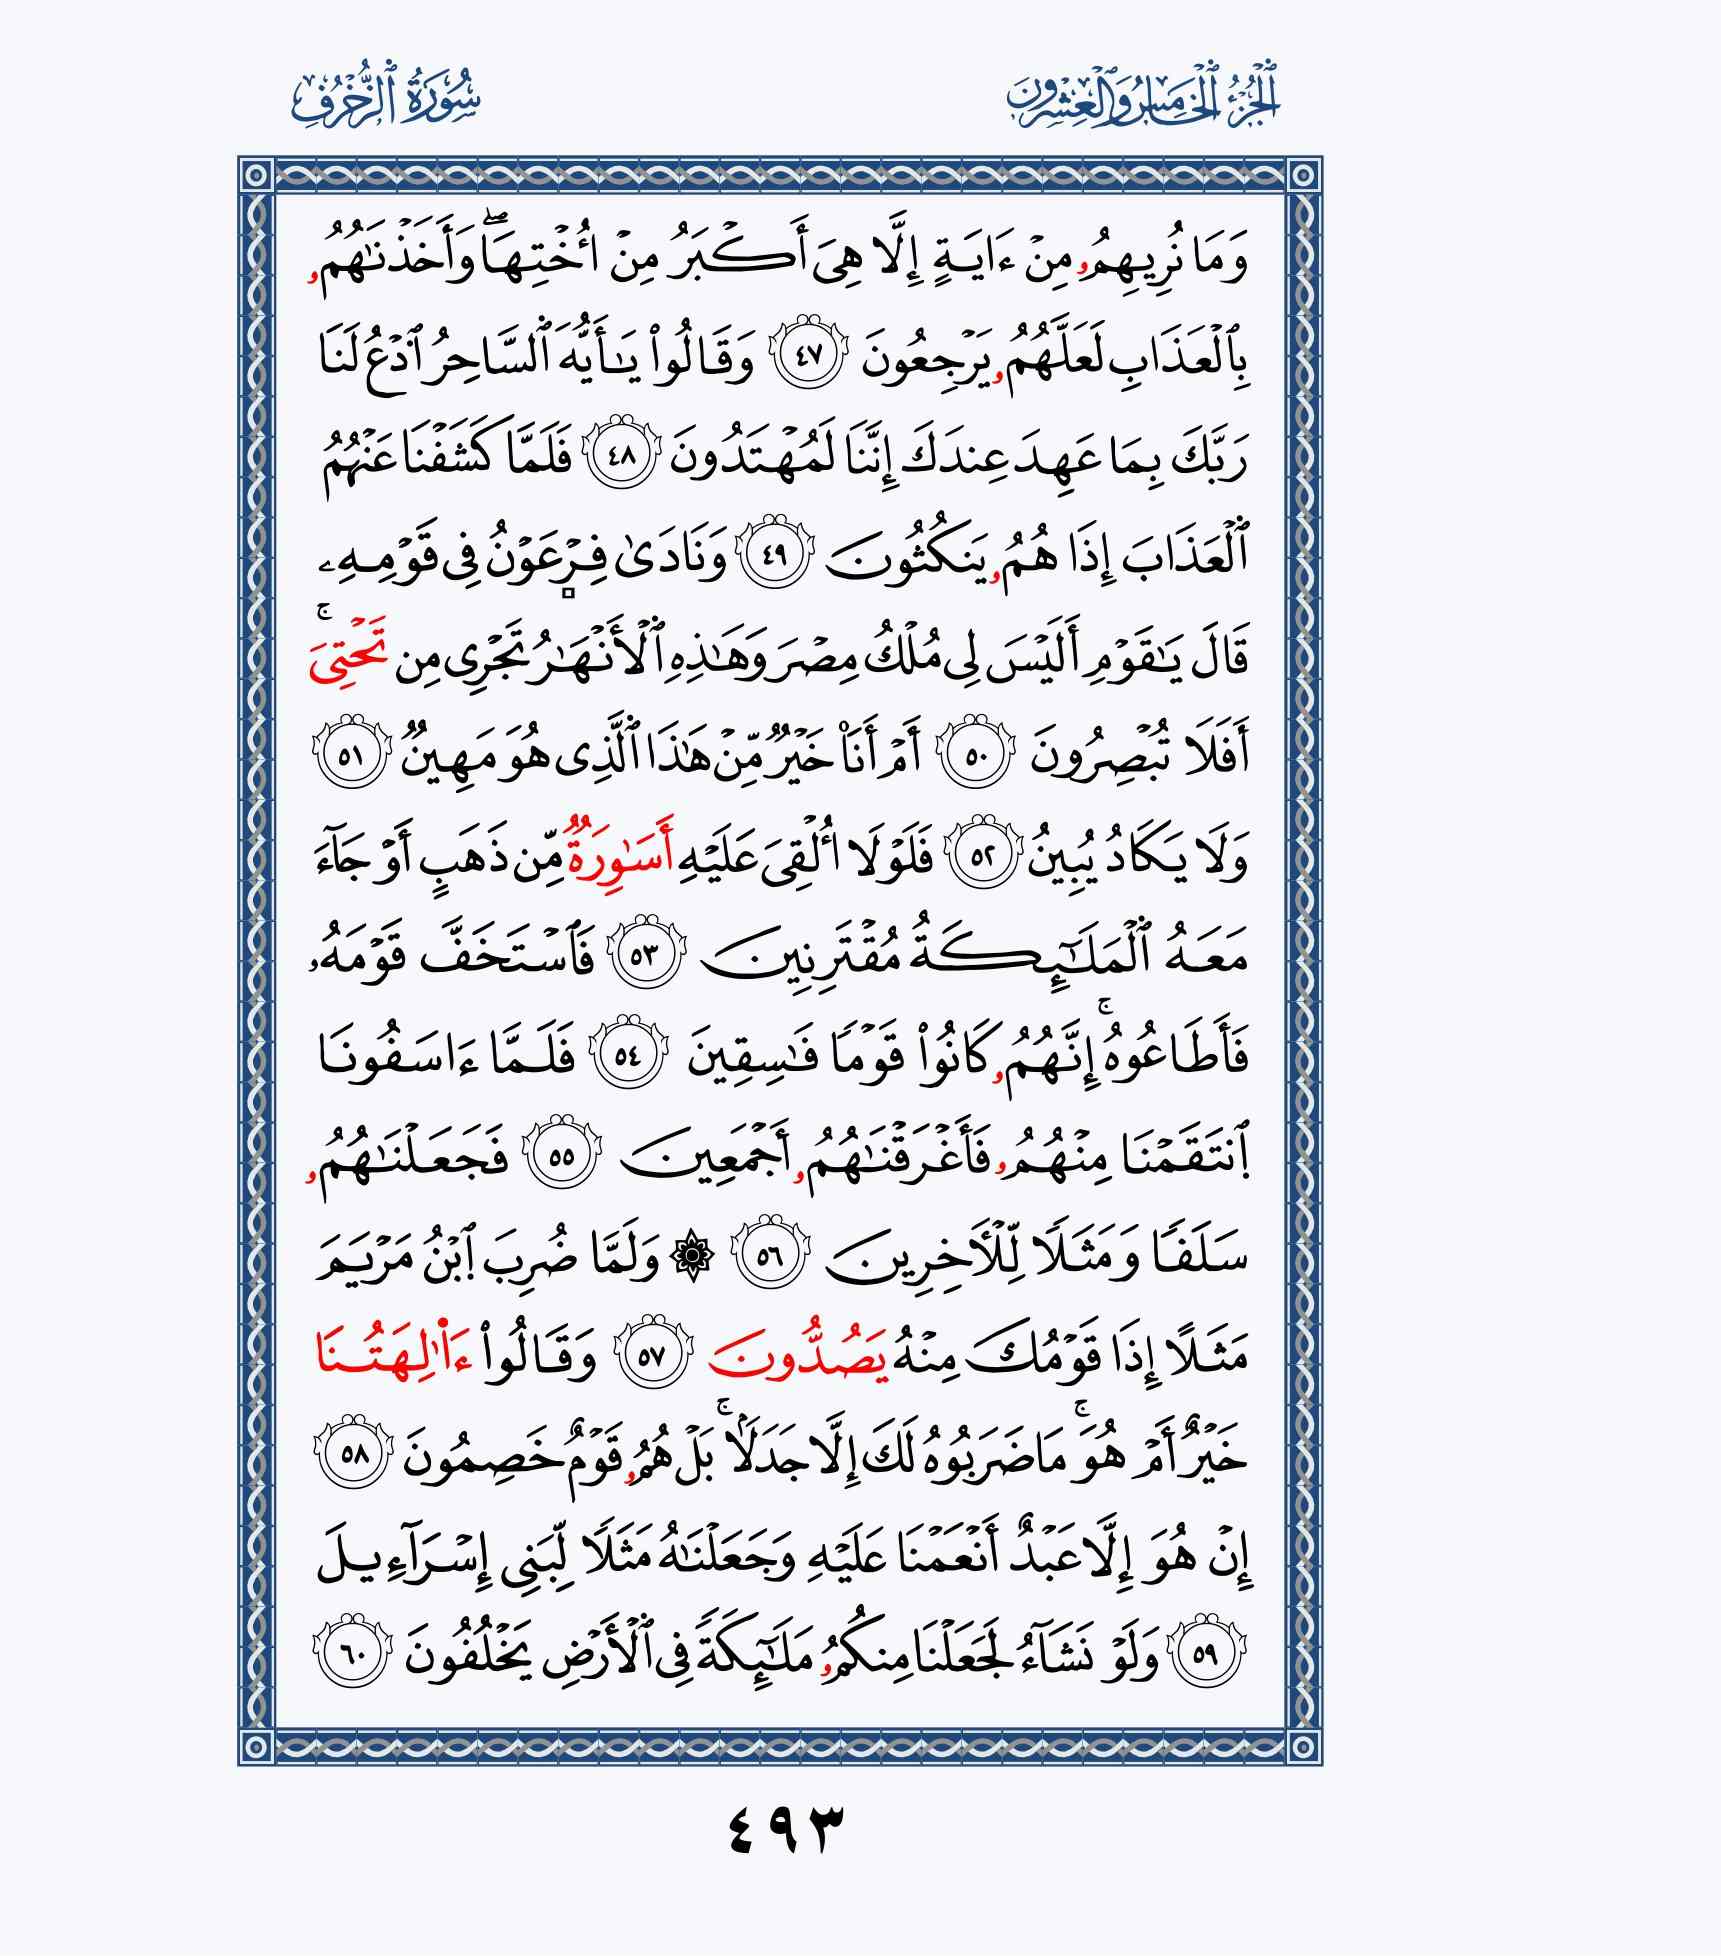 ٱلْجُزْءُ ٱلْخَامِسُ وَٱلْعِشْرُونَ
سُورَةُ ٱلزُّخْرُفِ
وَمَا نُرِيهِمُۥ مِنْ ءَايَةٍ إِلَّا هِىَ أَكْبَرُ مِنْ ا۟خْتِهَاۖ وَأَخَذْنَٰهُمُۥ
بِٱلْعَذَابِ لَعَلَّهُمُۥ يَرْجِعُونَ ٤٧ وَقَالُوا۟ يَٰٓأَيُّهَ ٱلسَّاحِرُ ٱدْعُ لَنَا
رَبَّكَ بِمَا عَهِدَ عِندَكَ إِنَّنَا لَمُهْتَدُونَ ٤٨ فَلَمَّا كَشَفْنَا عَنْهُمُ
ٱلْعَذَابَ إِذَا هُمُۥ يَنكُثُونَ ٤٩ وَنَادَىٰ فِرْعَوْنُ فِى قَوْمِهِۦ
قَالَ يَٰقَوْمِ أَلَيْسَ لِى مُلْكُ مِصْرَ وَهَٰذِهِ ٱلْأَنْهَٰرُ تَجْرِى مِن تَحْتِىَۚ
أَفَلَا تُبْصِرُونَ ٥٠ أَمْ أَنَا۠ خَيْرٌ مِّنْ هَٰذَا ٱلَّذِى هُوَ مَهِينٌ ٥١
وَلَا يَكَادُ يُبِينُ ٥٢ فَلَوْلَا أُلْقِىَ عَلَيْهِ أَسَٰوِرَةٌ مِّن ذَهَبٍ أَوْ جَآءَ
مَعَهُ ٱلْمَلَٰٓئِكَةُ مُقْتَرِنِينَ ٥٣ فَٱسْتَخَفَّ قَوْمَهُۥ
فَأَطَاعُوهُۚ إِنَّهُمُۥ كَانُوا۟ قَوْمًا فَٰسِقِينَ ٥٤ فَلَمَّا ءَاسَفُونَا
ٱنتَقَمْنَا مِنْهُمُۥ فَأَغْرَقْنَٰهُمُۥ أَجْمَعِينَ ٥٥ فَجَعَلْنَٰهُمُۥ
سَلَفًا وَمَثَلًا لِّلْأَخِرِينَ ٥٦ ۞ وَلَمَّا ضُرِبَ ٱبْنُ مَرْيَمَ
مَثَلًا إِذَا قَوْمُكَ مِنْهُ يَصُدُّونَ ٥٧ وَقَالُوا۟ ءَاَٰ۬لِهَتُنَا
خَيْرٌ أَمْ هُوَۚ مَا ضَرَبُوهُ لَكَ إِلَّا جَدَلًۢاۚ بَلْ هُمُۥ قَوْمٌ خَصِمُونَ ٥٨
إِنْ هُوَ إِلَّا عَبْدٌ أَنْعَمْنَا عَلَيْهِ وَجَعَلْنَٰهُ مَثَلًا لِّبَنِى إِسْرَآءِيلَ
٥٩ وَلَوْ نَشَآءُ لَجَعَلْنَا مِنكُمُۥ مَلَٰٓئِكَةً فِى ٱلْأَرْضِ يَخْلُفُونَ ٦٠
٤٩٣